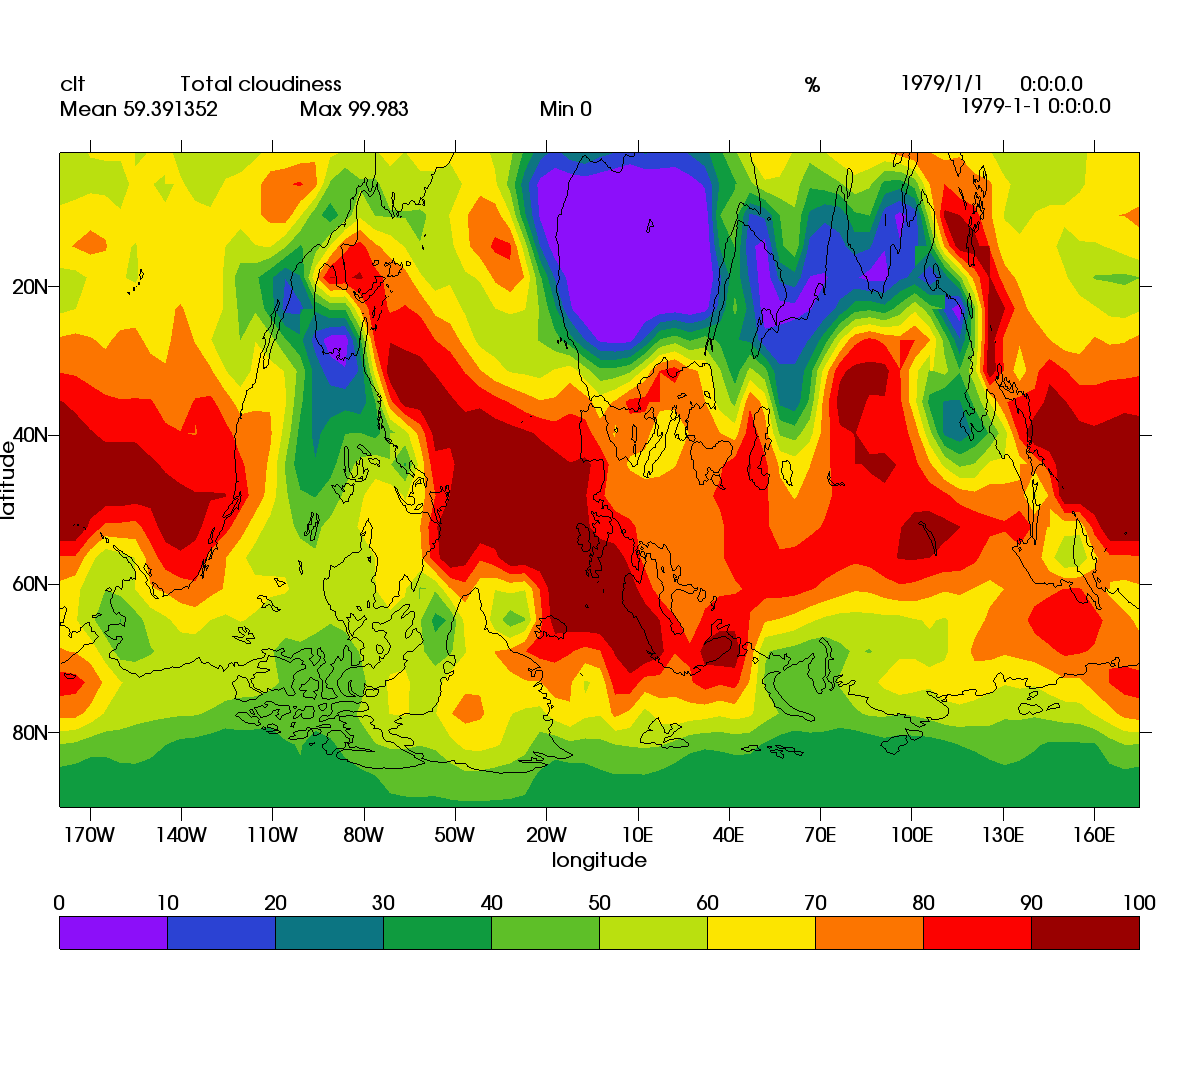 clt Total cloudiness % 1979/1/1 0:0:0.0
Mean 59.391352 Max 99.983 Min 0 1979-1-1 0:0:0.0
20N
40N
latitude
60N
80N
170W 140W 110W 80W 50W 20W 10E 40E 70E 100E 130E 160E
longitude
0 10 20 30 40 50 60 70 80 90 100